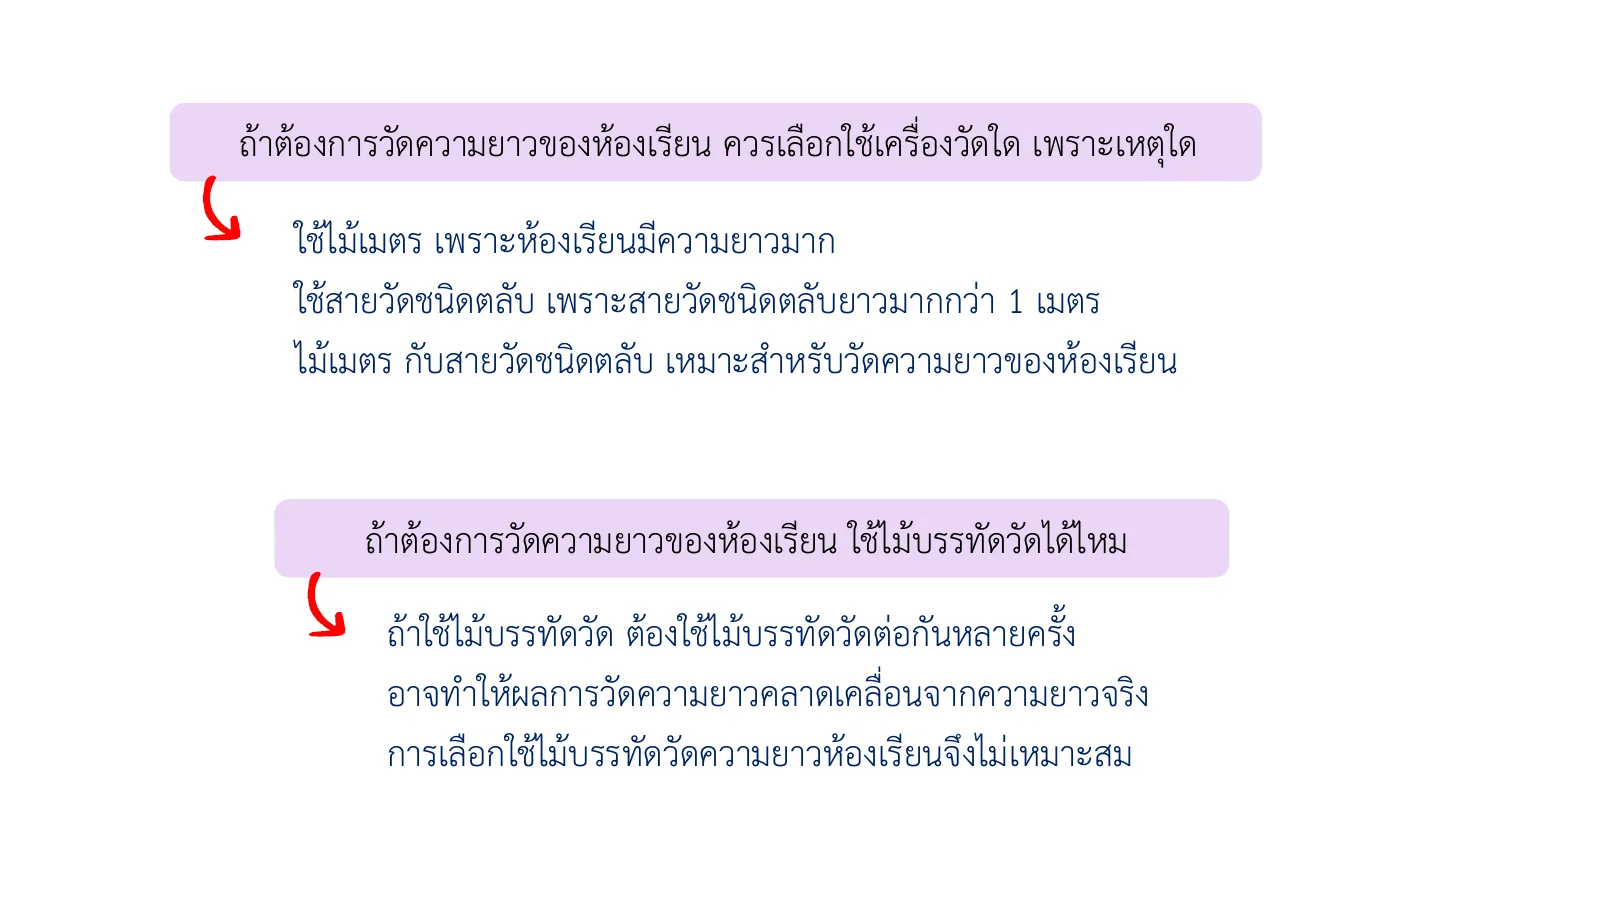 ถ้าต้องการวัดความยาวของห้องเรียน ควรเลือกใช้เครื่องวัดใด เพราะเหตุใด
ใช้ไม้เมตร เพราะห้องเรียนมีความยาวมาก
ใช้สายวัดชนิดตลับ เพราะสายวัดชนิดตลับยาวมากกว่า 1 เมตร
ไม้เมตร กับสายวัดชนิดตลับ เหมาะสำหรับวัดความยาวของห้องเรียน
ถ้าต้องการวัดความยาวของห้องเรียน ใช้ไม้บรรทัดวัดได้ไหม
ถ้าใช้ไม้บรรทัดวัด ต้องใช้ไม้บรรทัดวัดต่อกันหลายครั้ง
อาจทำให้ผลการวัดความยาวคลาดเคลื่อนจากความยาวจริง
การเลือกใช้ไม้บรรทัดวัดความยาวห้องเรียนจึงไม่เหมาะสม